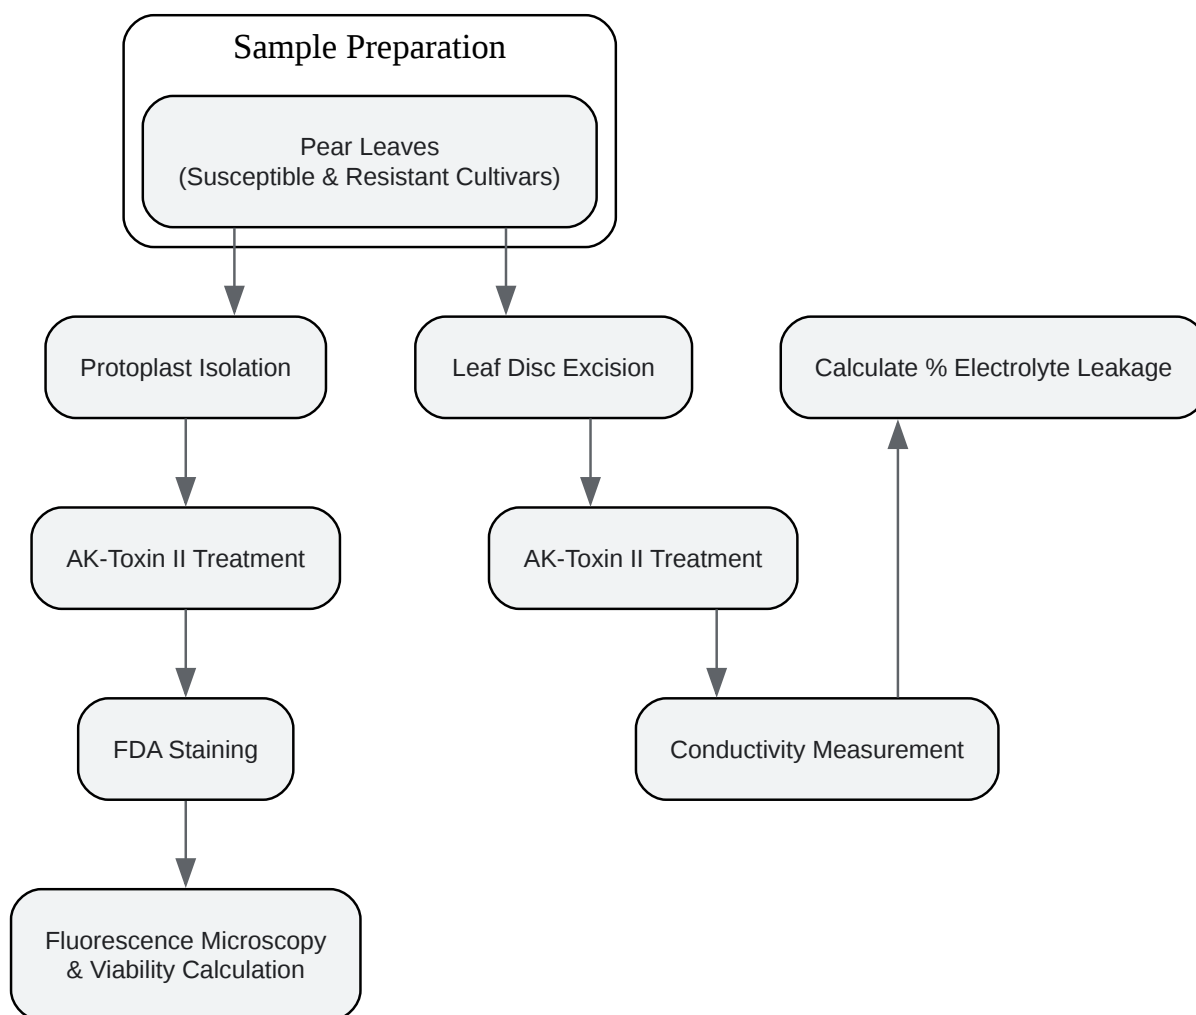 Sample Preparation
Pear Leaves
(Susceptible & Resistant Cultivars)
Protoplast Isolation
Leaf Disc Excision
Calculate % Electrolyte Leakage
AK-Toxin II Treatment
AK-Toxin II Treatment
FDA Staining
Conductivity Measurement
Fluorescence Microscopy
& Viability Calculation